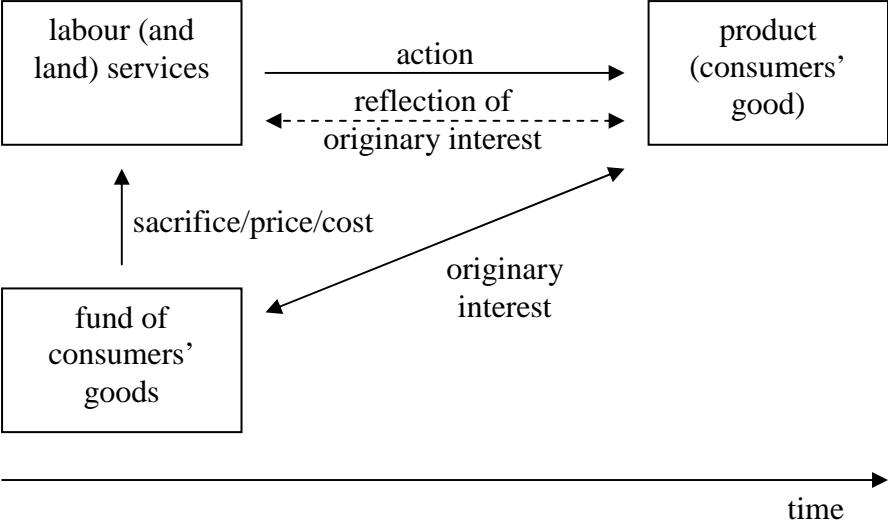 labour (and
land) services
action
reflection of
originary interest
product
(consumers’
good)
sacrifice/price/cost
originary
interest
fund of
consumers’
goods
time